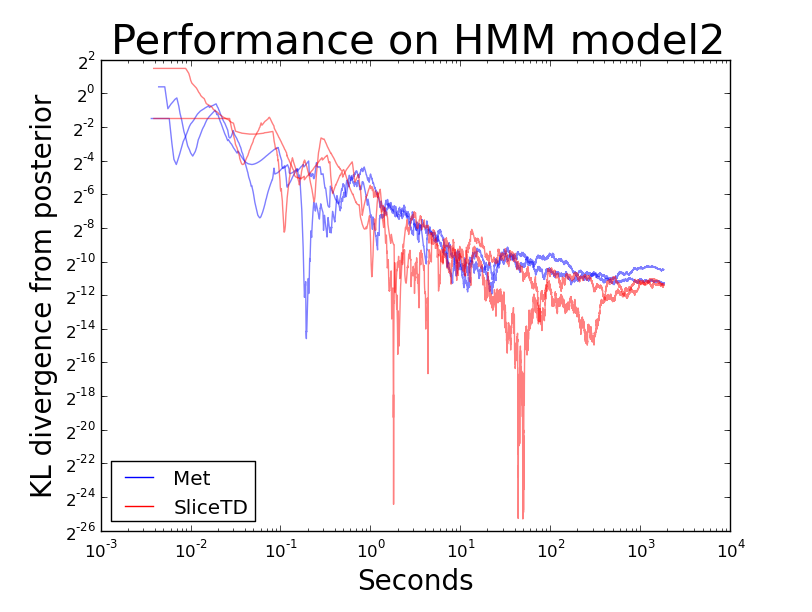 Performance on HMM model2
KL divergence from posterior
2^2
2^0
2^-2
2^-4
2^-6
2^-8
2^-10
2^-12
2^-14
2^-16
2^-18
2^-20
2^-22
2^-24
2^-26
Met
SliceTD
10^-3 10^-2 10^-1 10^0 10^1 10^2 10^3 10^4
Seconds